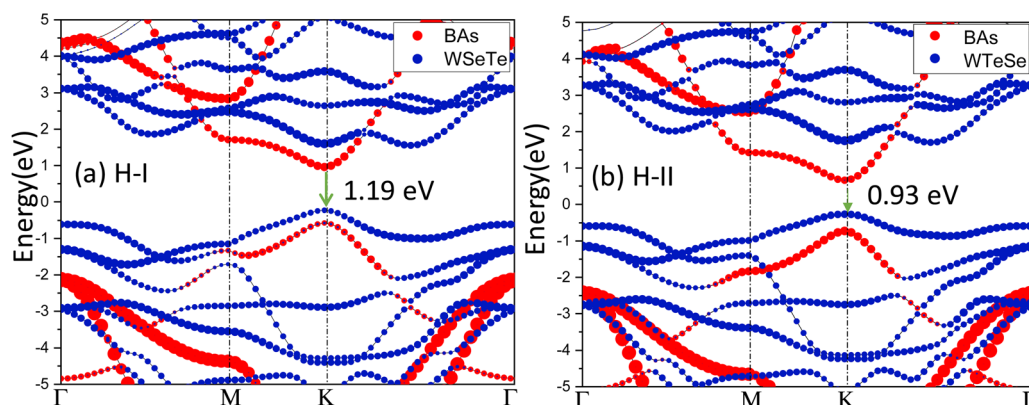 5
4
3
2
1
0
-1
-2
-3
-4
-5
Energy(eV)
BAs
WSeTe
(a) H-I
1.19 eV
Γ M K Γ
5
4
3
2
1
0
-1
-2
-3
-4
-5
Energy(eV)
BAs
WTeSe
(b) H-II
0.93 eV
Γ M K Γ